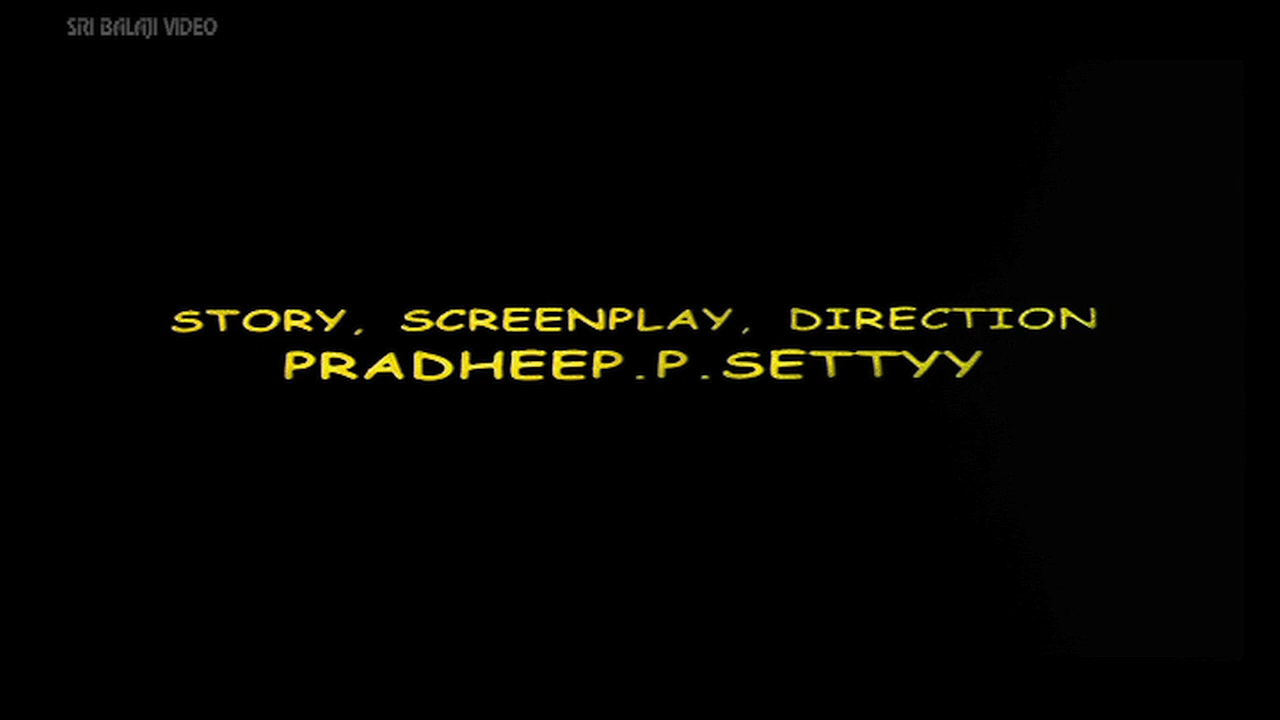 SRI BALAJI VIDEO
STORY, SCREENPLAY, DIRECTION
PRADHEEP.P.SETTYY